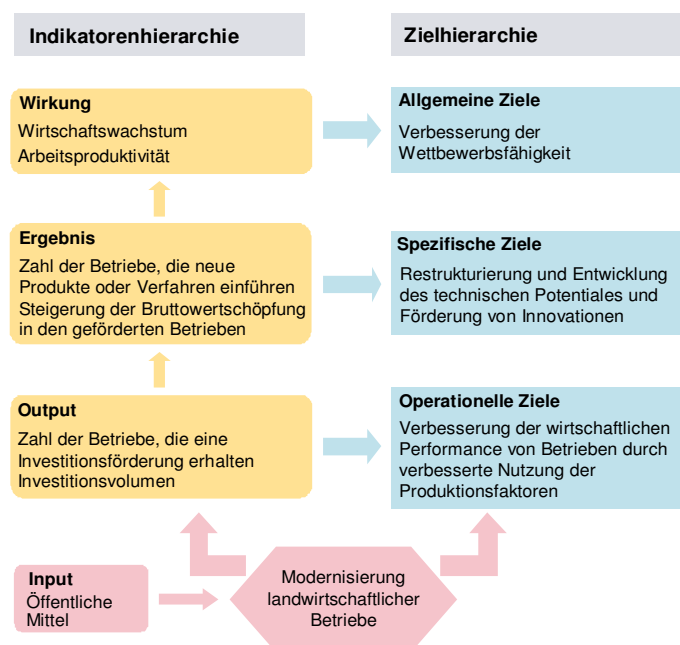 Indikatorenhierarchie
Zielhierarchie
Wirkung
Wirtschaftswachstum
Arbeitsproduktivität
Allgemeine Ziele
Verbesserung der
Wettbewerbsfähigkeit
Ergebnis
Zahl der Betriebe, die neue
Produkte oder Verfahren einführen
Steigerung der Bruttowertschöpfung
in den geförderten Betrieben
Spezifische Ziele
Restrukturierung und Entwicklung
des technischen Potentiales und
Förderung von Innovationen
Output
Zahl der Betriebe, die eine
Investitionsförderung erhalten
Investitionsvolumen
Operationelle Ziele
Verbesserung der wirtschaftlichen
Performance von Betrieben durch
verbesserte Nutzung der
Produktionsfaktoren
Input
Öffentliche
Mittel
Modernisierung
landwirtschaftlicher
Betriebe